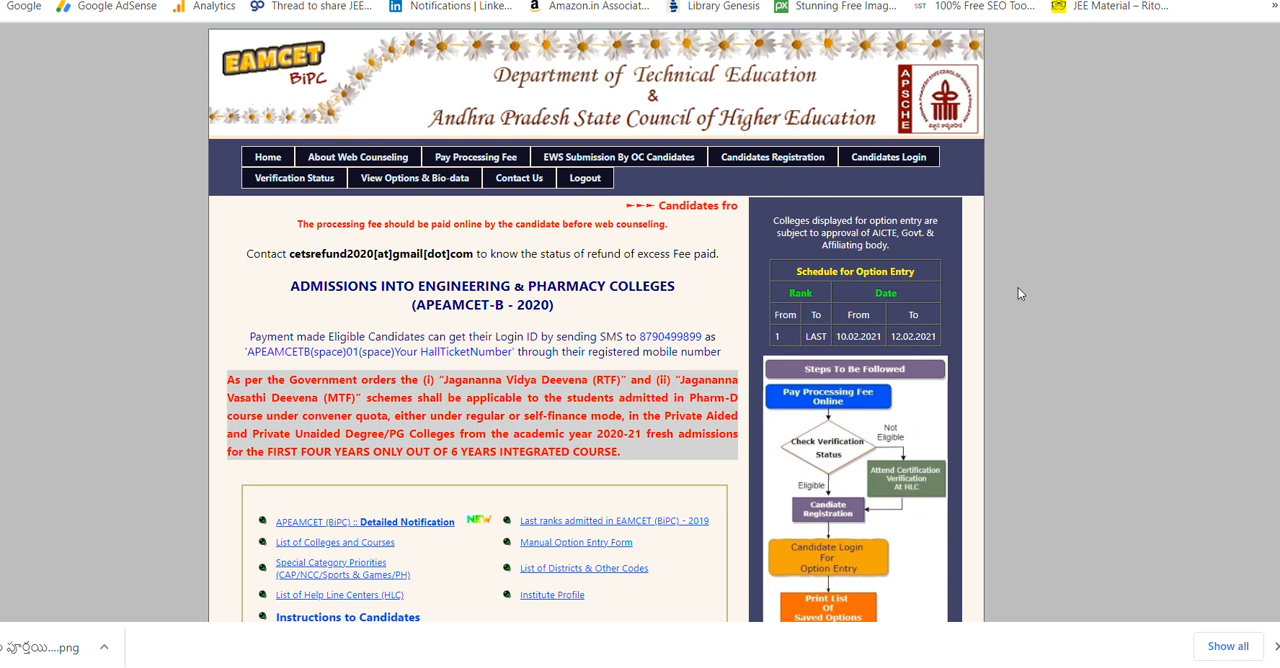 Google
Google AdSense
Analytics
Thread to share JEE...
Notifications | Linke...
Amazon.in Associat...
Library Genesis
Stunning Free Imag...
100% Free SEO Too...
JEE Material – Rito...
»
EAMCET
BiPC
Department of Technical Education
&
Andhra Pradesh State Council of Higher Education
APSCHE
Home
About Web Counseling
Pay Processing Fee
EWS Submission By OC Candidates
Candidates Registration
Candidates Login
Verification Status
View Options & Bio-data
Contact Us
Logout
►►► Candidates fro
The processing fee should be paid online by the candidate before web counseling.
Contact cetsrefund2020[at]gmail[dot]com to know the status of refund of excess Fee paid.
ADMISSIONS INTO ENGINEERING & PHARMACY COLLEGES
(APEAMCET-B - 2020)
Payment made Eligible Candidates can get their Login ID by sending SMS to 8790499899 as
'APEAMCETB(space)01(space)Your HallTicketNumber' through their registered mobile number
As per the Government orders the (i) "Jagananna Vidya Deevena (RTF)" and (ii) "Jagananna
Vasathi Deevena (MTF)" schemes shall be applicable to the students admitted in Pharm-D
course under convener quota, either under regular or self-finance mode, in the Private Aided
and Private Unaided Degree/PG Colleges from the academic year 2020-21 fresh admissions
for the FIRST FOUR YEARS ONLY OUT OF 6 YEARS INTEGRATED COURSE.
APEAMCET (BiPC) :: Detailed Notification
NEW
Last ranks admitted in EAMCET (BiPC) - 2019
List of Colleges and Courses
Manual Option Entry Form
Special Category Priorities
(CAP/NCC/Sports & Games/PH)
List of Districts & Other Codes
List of Help Line Centers (HLC)
Institute Profile
Instructions to Candidates
Colleges displayed for option entry are
subject to approval of AICTE, Govt. &
Affiliating body.
Schedule for Option Entry
Rank Date
From To From To
1 LAST 10.02.2021 12.02.2021
Steps To Be Followed
Pay Processing Fee
Online
Check Verification
Status
Not
Eligible
Attend Certification
Verification
At HLC
Eligible
Candiate
Registration
Candidate Login
For
Option Entry
Print List
Of
Saved Options
పూర్తయి....png
Show all